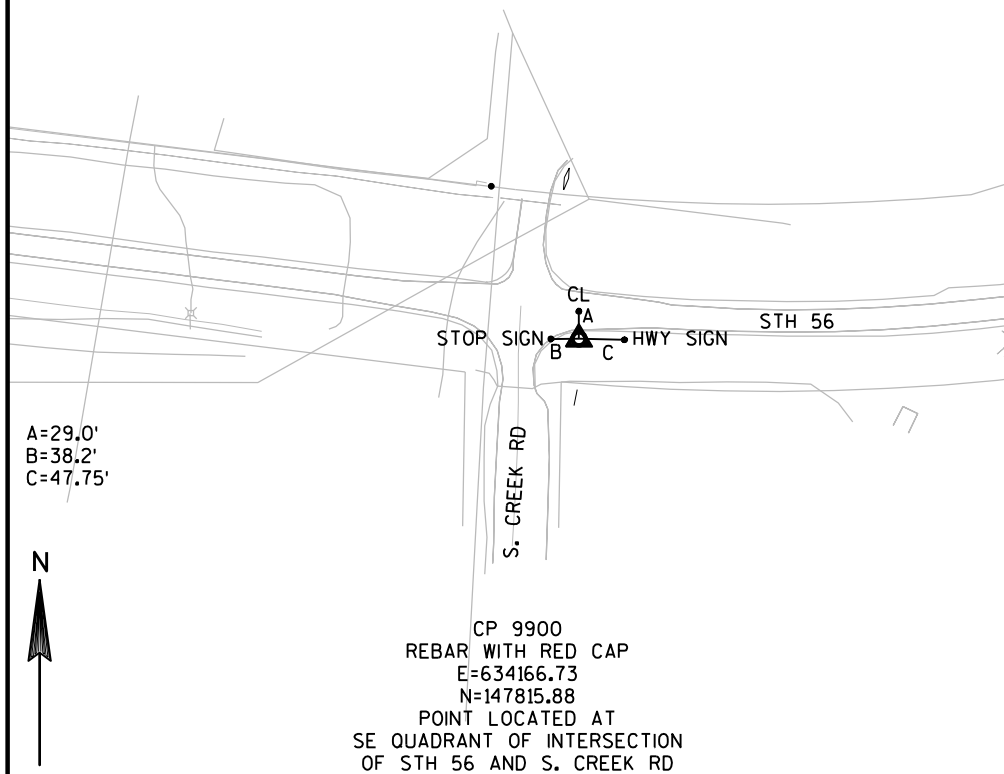 CL
A
STH 56
STOP SIGN
B
C
HWY SIGN
A=29.0'
B=38.2'
C=47.75'
S. CREEK RD
N
CP 9900
REBAR WITH RED CAP
E=634166.73
N=147815.88
POINT LOCATED AT
SE QUADRANT OF INTERSECTION
OF STH 56 AND S. CREEK RD